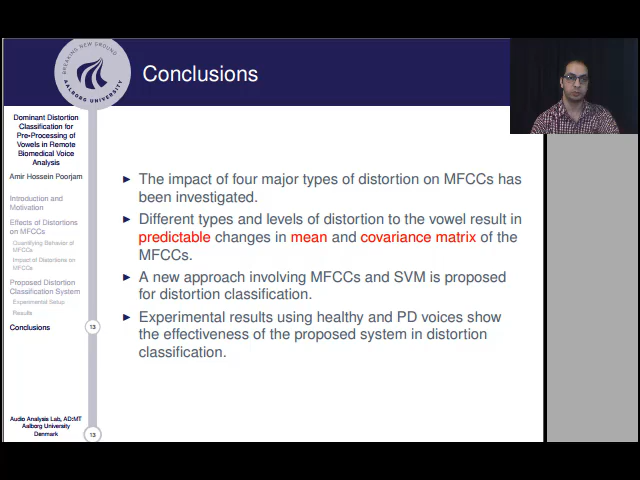 BREAKING NEW GROUND
AALBORG UNIVERSITY
Conclusions
Dominant Distortion
Classification for
Pre-Processing of
Vowels in Remote
Biomedical Voice
Analysis
Amir Hossein Poorjam
Introduction and
Motivation
Effects of Distortions
on MFCCs
Quantifying Behavior of
MFCCs
Impact of Distortions on
MFCCs
Proposed Distortion
Classification System
Experimental Setup
Results
Conclusions
13
Audio Analysis Lab, AD:MT
Aalborg University
Denmark
13
► The impact of four major types of distortion on MFCCs has
been investigated.
► Different types and levels of distortion to the vowel result in
predictable changes in mean and covariance matrix of the
MFCCs.
► A new approach involving MFCCs and SVM is proposed
for distortion classification.
► Experimental results using healthy and PD voices show
the effectiveness of the proposed system in distortion
classification.